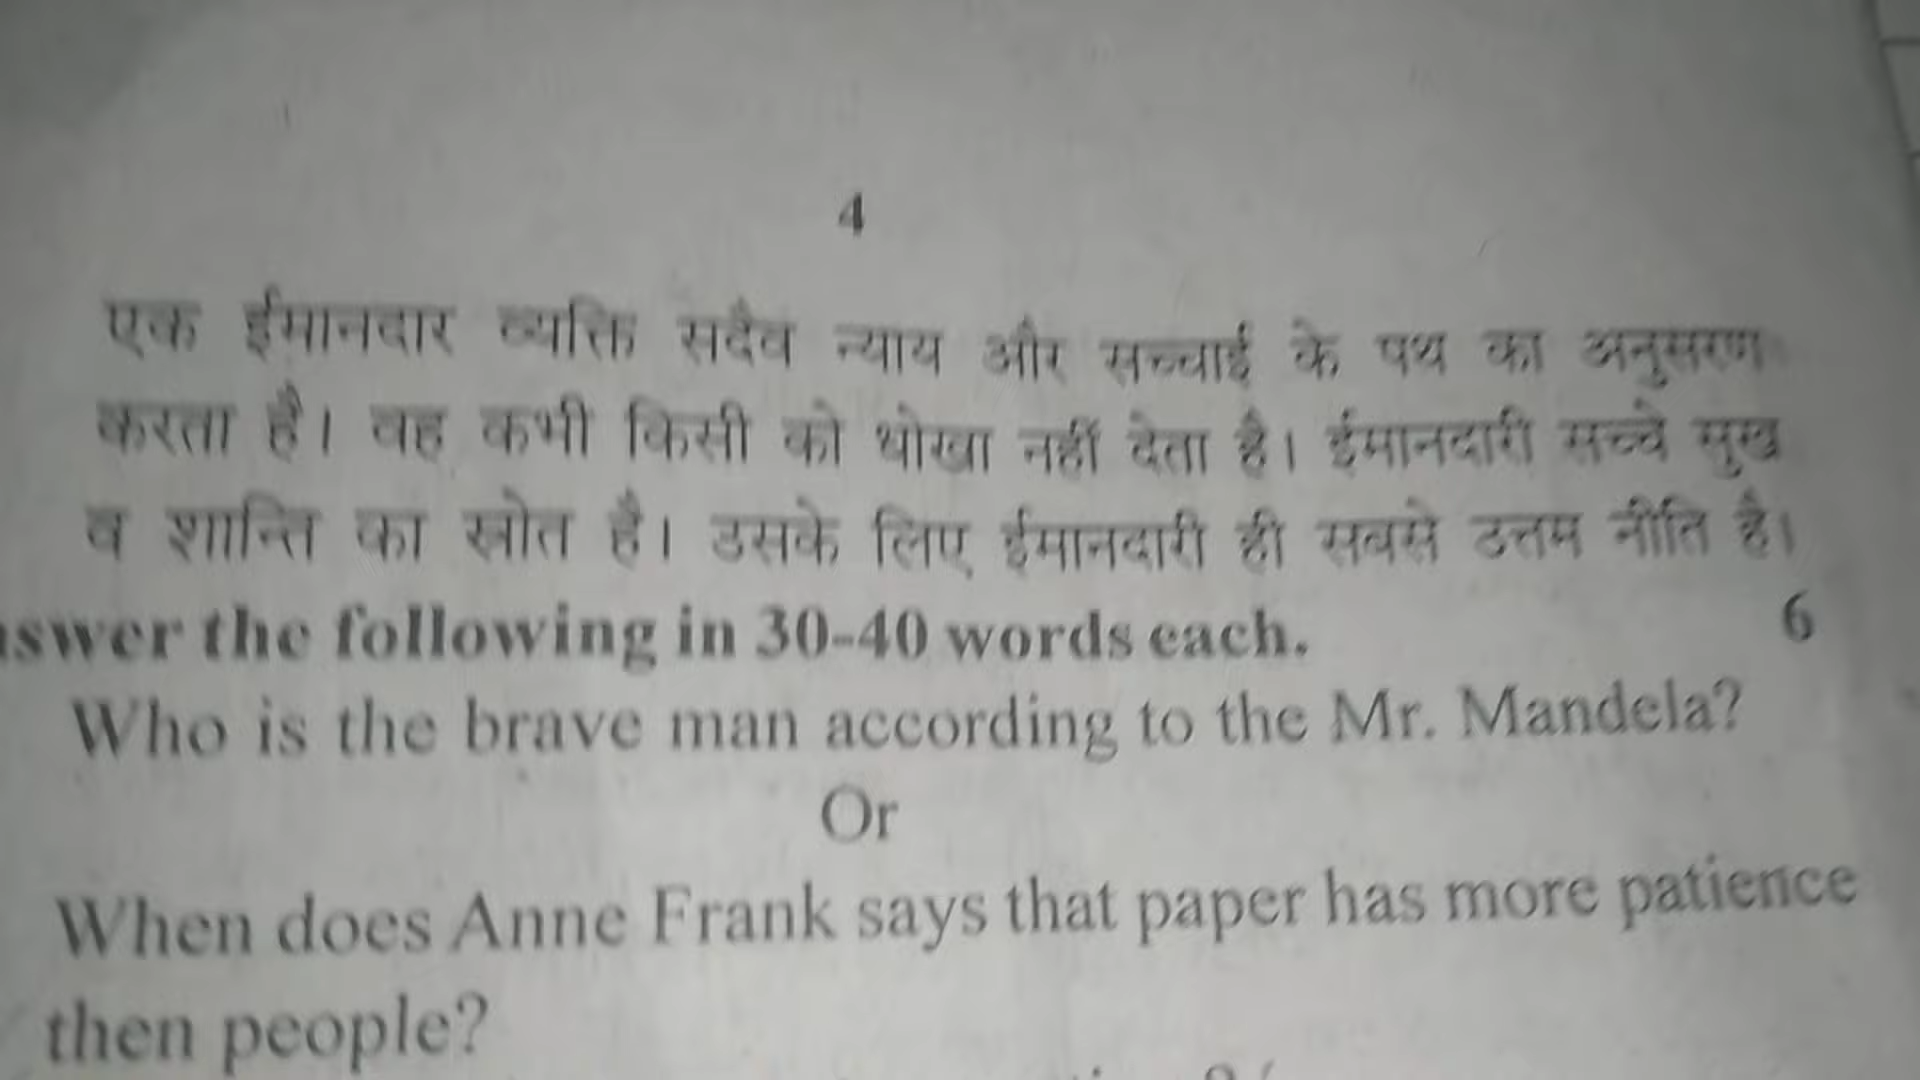 4
एक ईमानदार व्यक्ति सदैव न्याय और सच्चाई के पथ का अनुसरण
करता है। वह कभी किसी को धोखा नहीं देता है। ईमानदारी सच्चे सुख
व शान्ति का स्रोत है। उसके लिए ईमानदारी ही सबसे उत्तम नीति है।
swer the following in 30-40 words each. 6
Who is the brave man according to the Mr. Mandela?
Or
When does Anne Frank says that paper has more patience
then people?